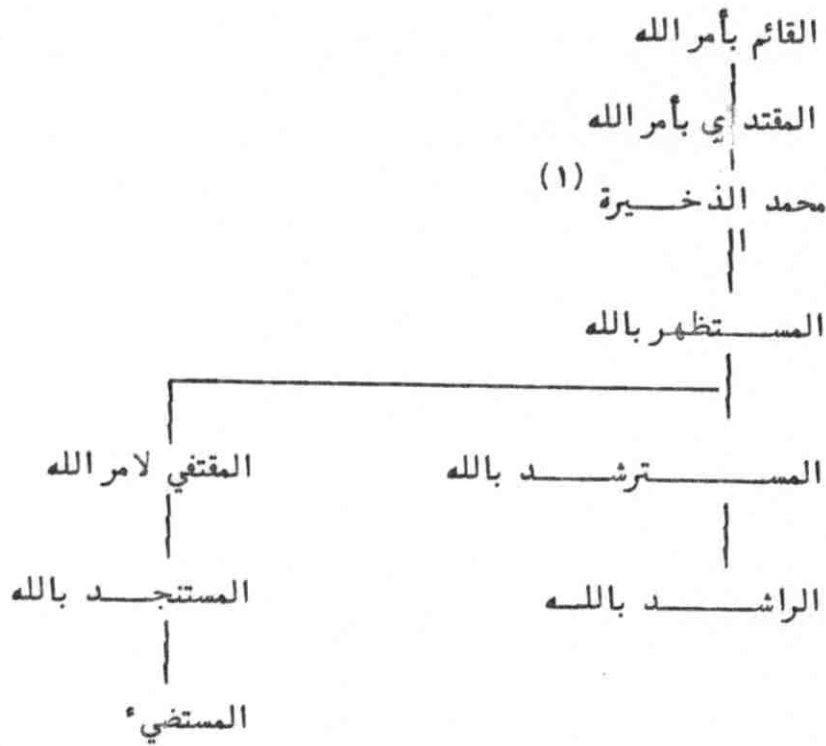 القائم بأمر الله
المقتدي بأمر الله
محمد الذخيرة (١)
المستظهر بالله
المسترشد بالله
المقتفي لامر الله
الراشد بالله
المستنجد بالله
المستضيء